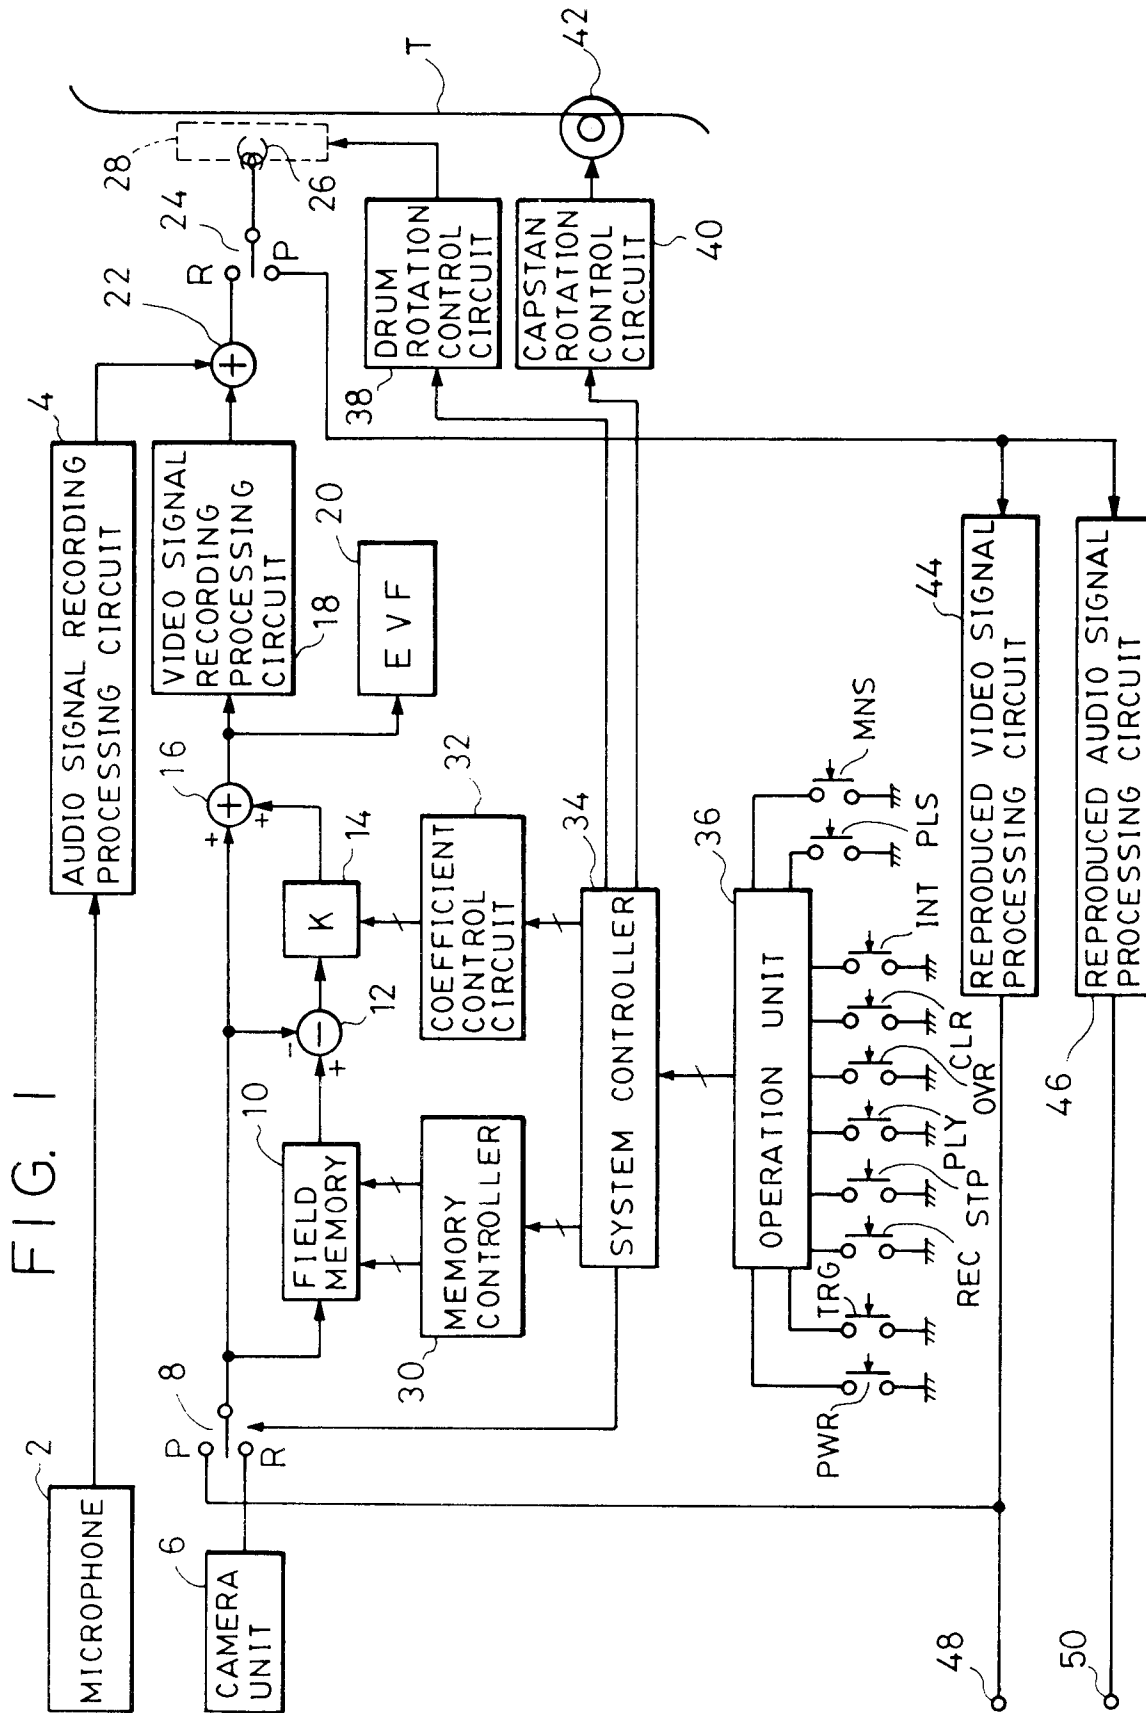 FIG. 1
2
MICROPHONE
AUDIO SIGNAL RECORDING
PROCESSING CIRCUIT
4
6
CAMERA
UNIT
P
8
R
10
FIELD
MEMORY
-
+
12
K
14
+
+
16
VIDEO SIGNAL
RECORDING
PROCESSING
CIRCUIT
18
20
EVF
22
R
24
P
28
26
T
30
MEMORY
CONTROLLER
COEFFICIENT
CONTROL
CIRCUIT
32
38
DRUM
ROTATION
CONTROL
CIRCUIT
CAPSTAN
ROTATION
CONTROL
CIRCUIT
40
42
SYSTEM CONTROLLER
34
OPERATION UNIT
36
PWR
TRG
REC
STP
PLY
OVR
CLR
INT
PLS
MNS
REPRODUCED VIDEO SIGNAL
PROCESSING CIRCUIT
44
46
REPRODUCED AUDIO SIGNAL
PROCESSING CIRCUIT
48
50